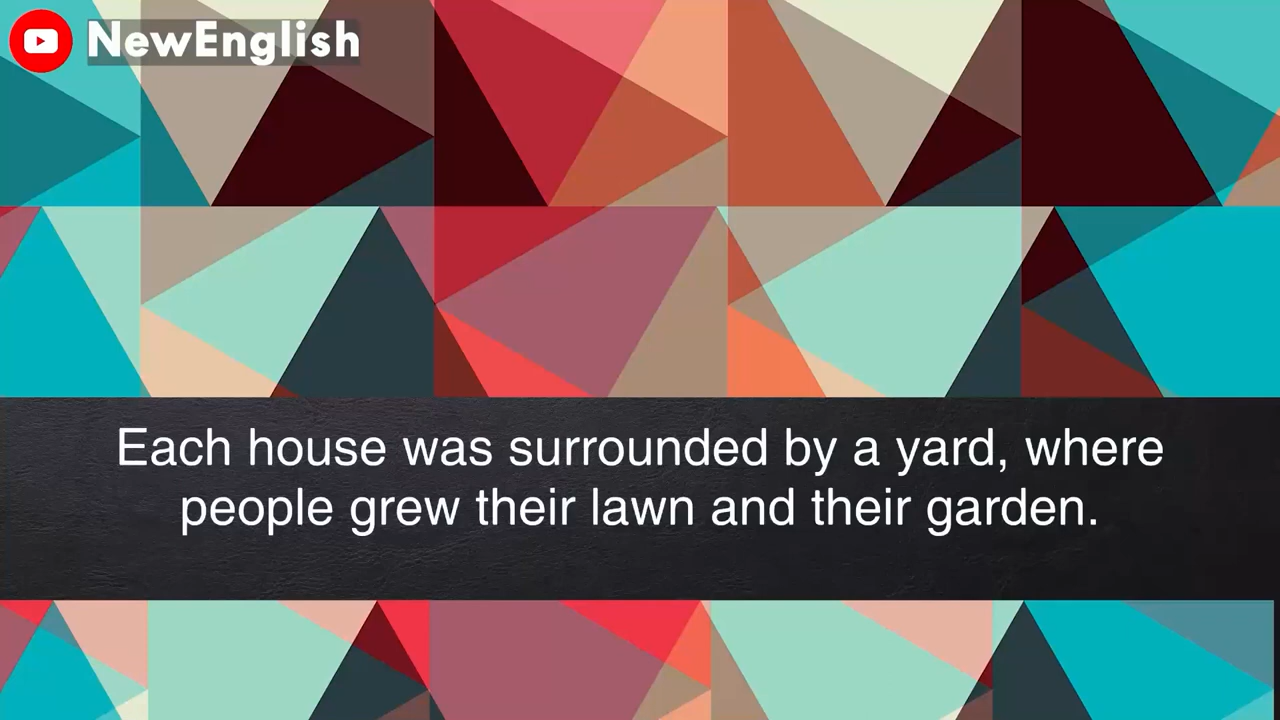 NewEnglish
Each house was surrounded by a yard, where
people grew their lawn and their garden.